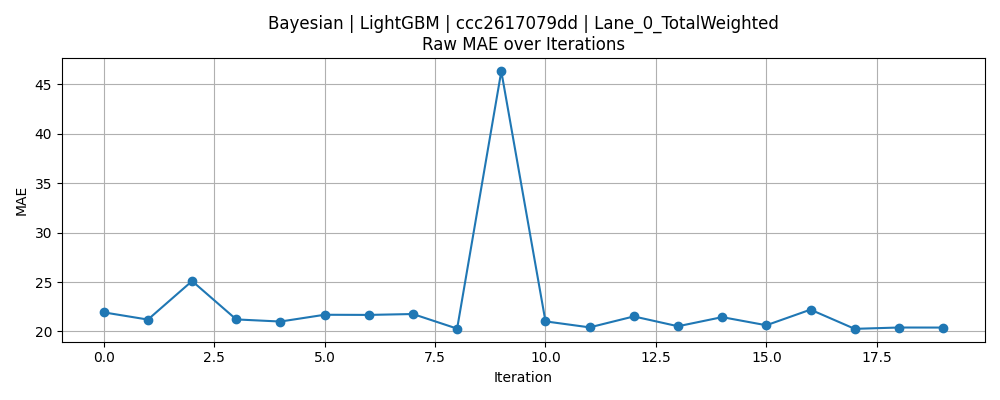 Bayesian | LightGBM | ccc2617079dd | Lane_0_TotalWeighted
Raw MAE over Iterations
45
40
35
30
25
20
MAE
0.0 2.5 5.0 7.5 10.0 12.5 15.0 17.5
Iteration